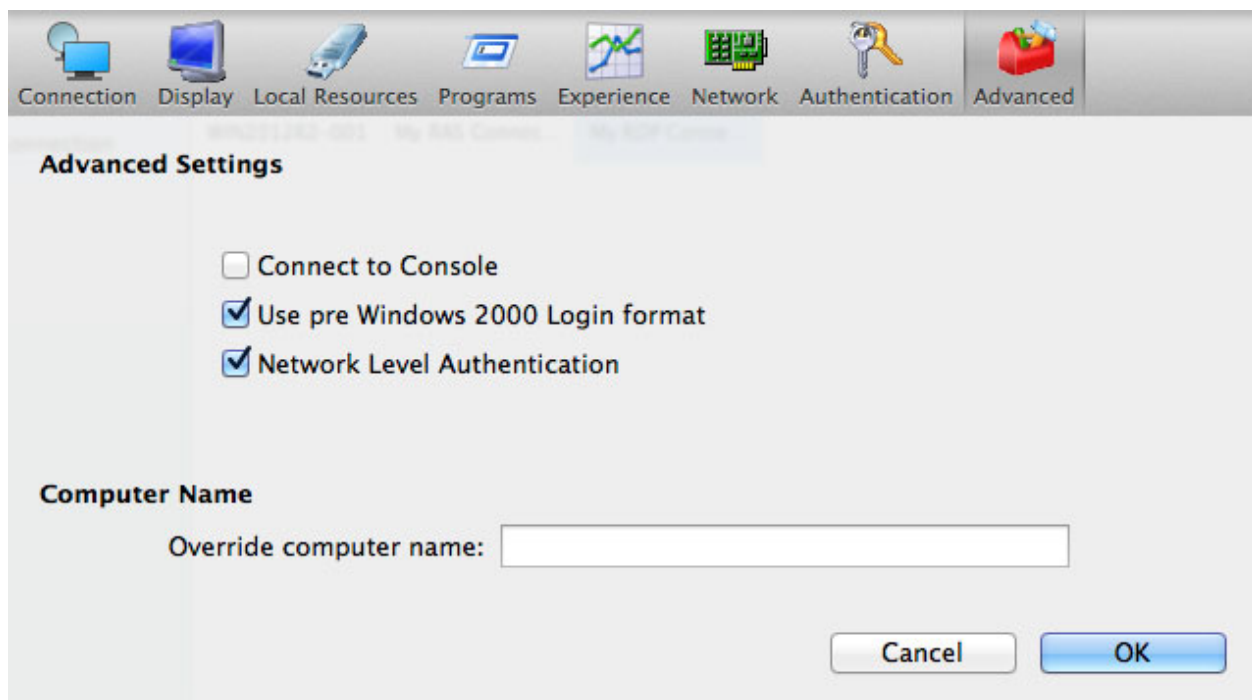 Connection Display Local Resources Programs Experience Network Authentication Advanced
Advanced Settings
Connect to Console
Use pre Windows 2000 Login format
Network Level Authentication
Computer Name
Override computer name:
Cancel OK